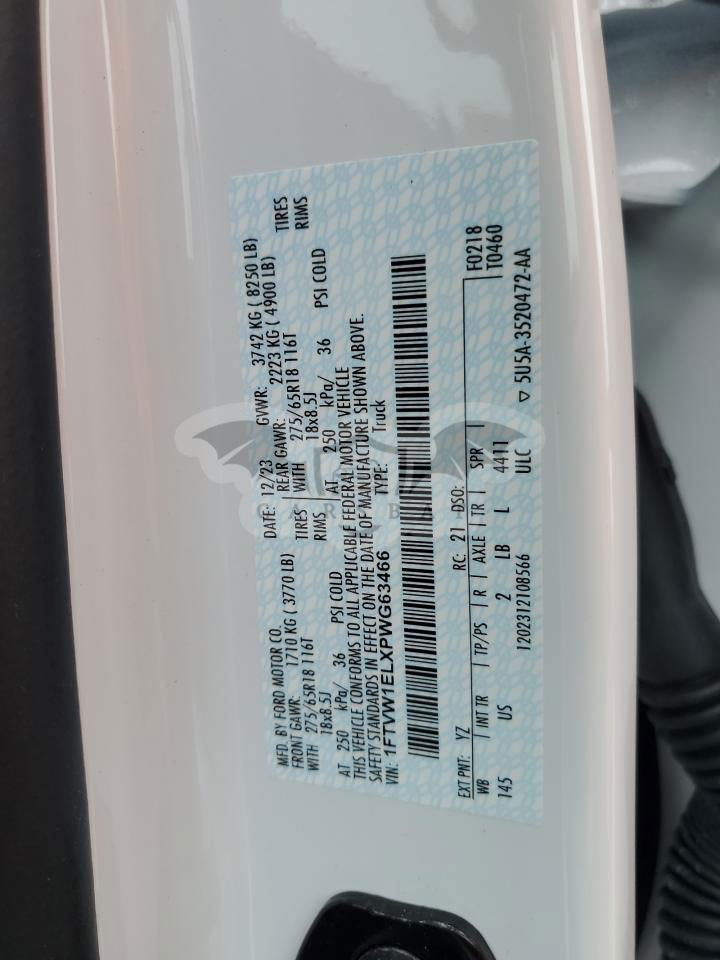 MFD. BY FORD MOTOR CO.
DATE: 12/23 GVWR: 3742 KG ( 8250 LB)
FRONT GAWR: 1710 KG ( 3770 LB) REAR GAWR: 2223 KG ( 4900 LB)
WITH 275/65R18 116T TIRES WITH 275/65R18 116T TIRES
18x8.5J RIMS 18x8.5J RIMS
AT 250 kPa/ 36 PSI COLD AT 250 kPa/ 36 PSI COLD
THIS VEHICLE CONFORMS TO ALL APPLICABLE FEDERAL MOTOR VEHICLE
SAFETY STANDARDS IN EFFECT ON THE DATE OF MANUFACTURE SHOWN ABOVE.
VIN: 1FTVW1ELXPWG63466 TYPE: Truck
EXT PNT: YZ RC: 21 DSO: F0218
WB INT TR TP/PS R AXLE TR SPR T0460
145 US 2 LB L 4411
1202312108566 ULC ▽ 5U5A-3520472-AA